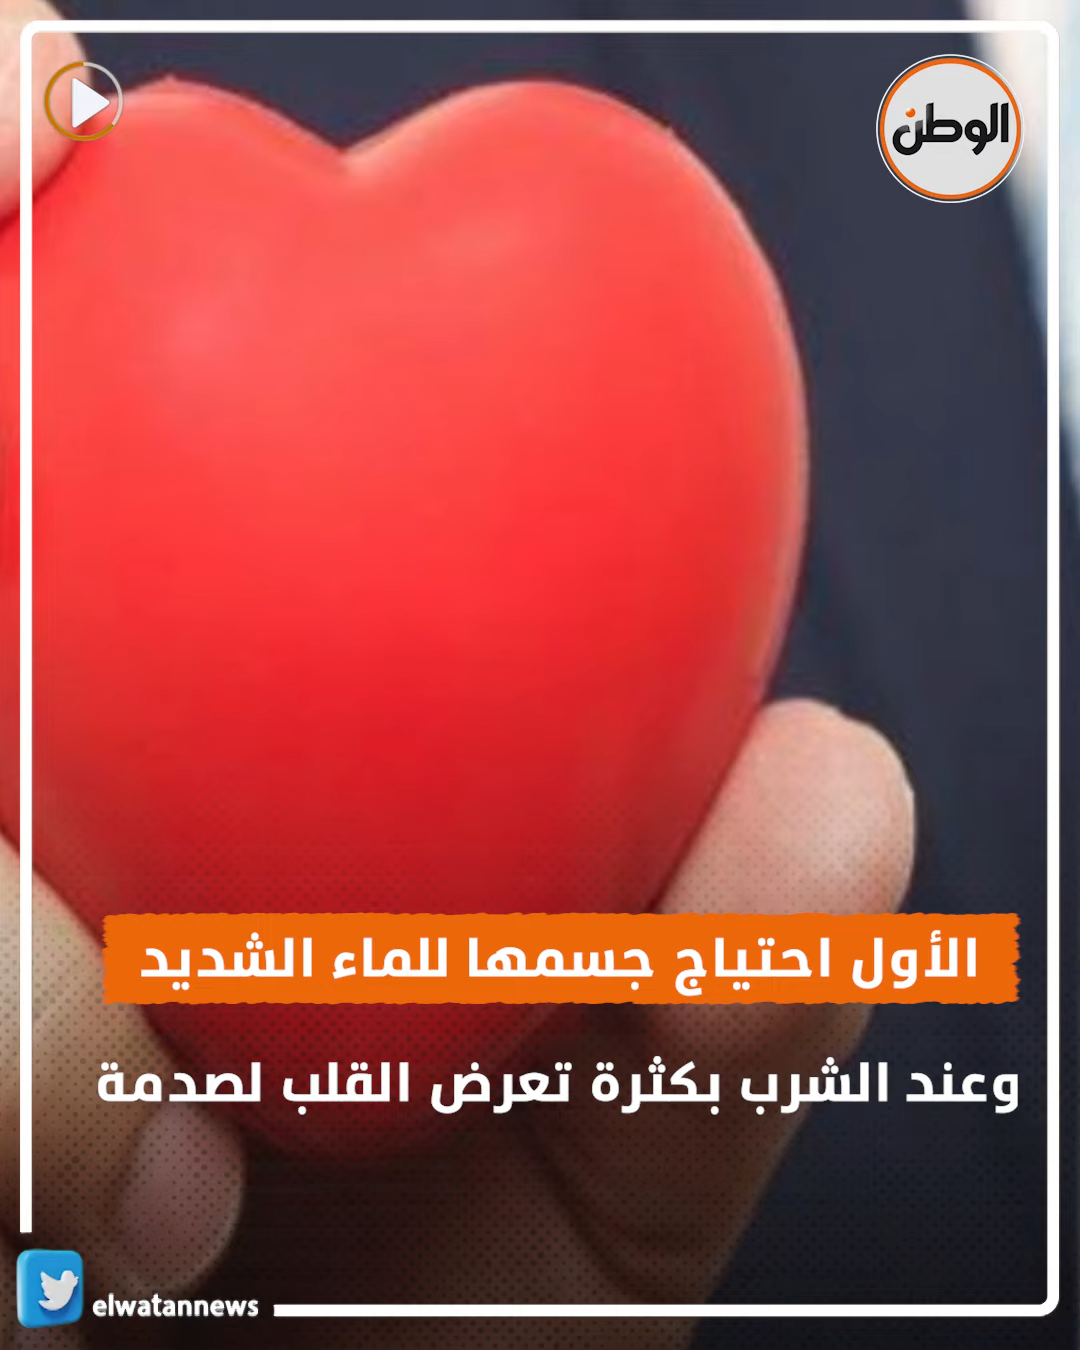 الوطن
الأول احتياج جسمها للماء الشديد
وعند الشرب بكثرة تعرض القلب لصدمة
elwatannews